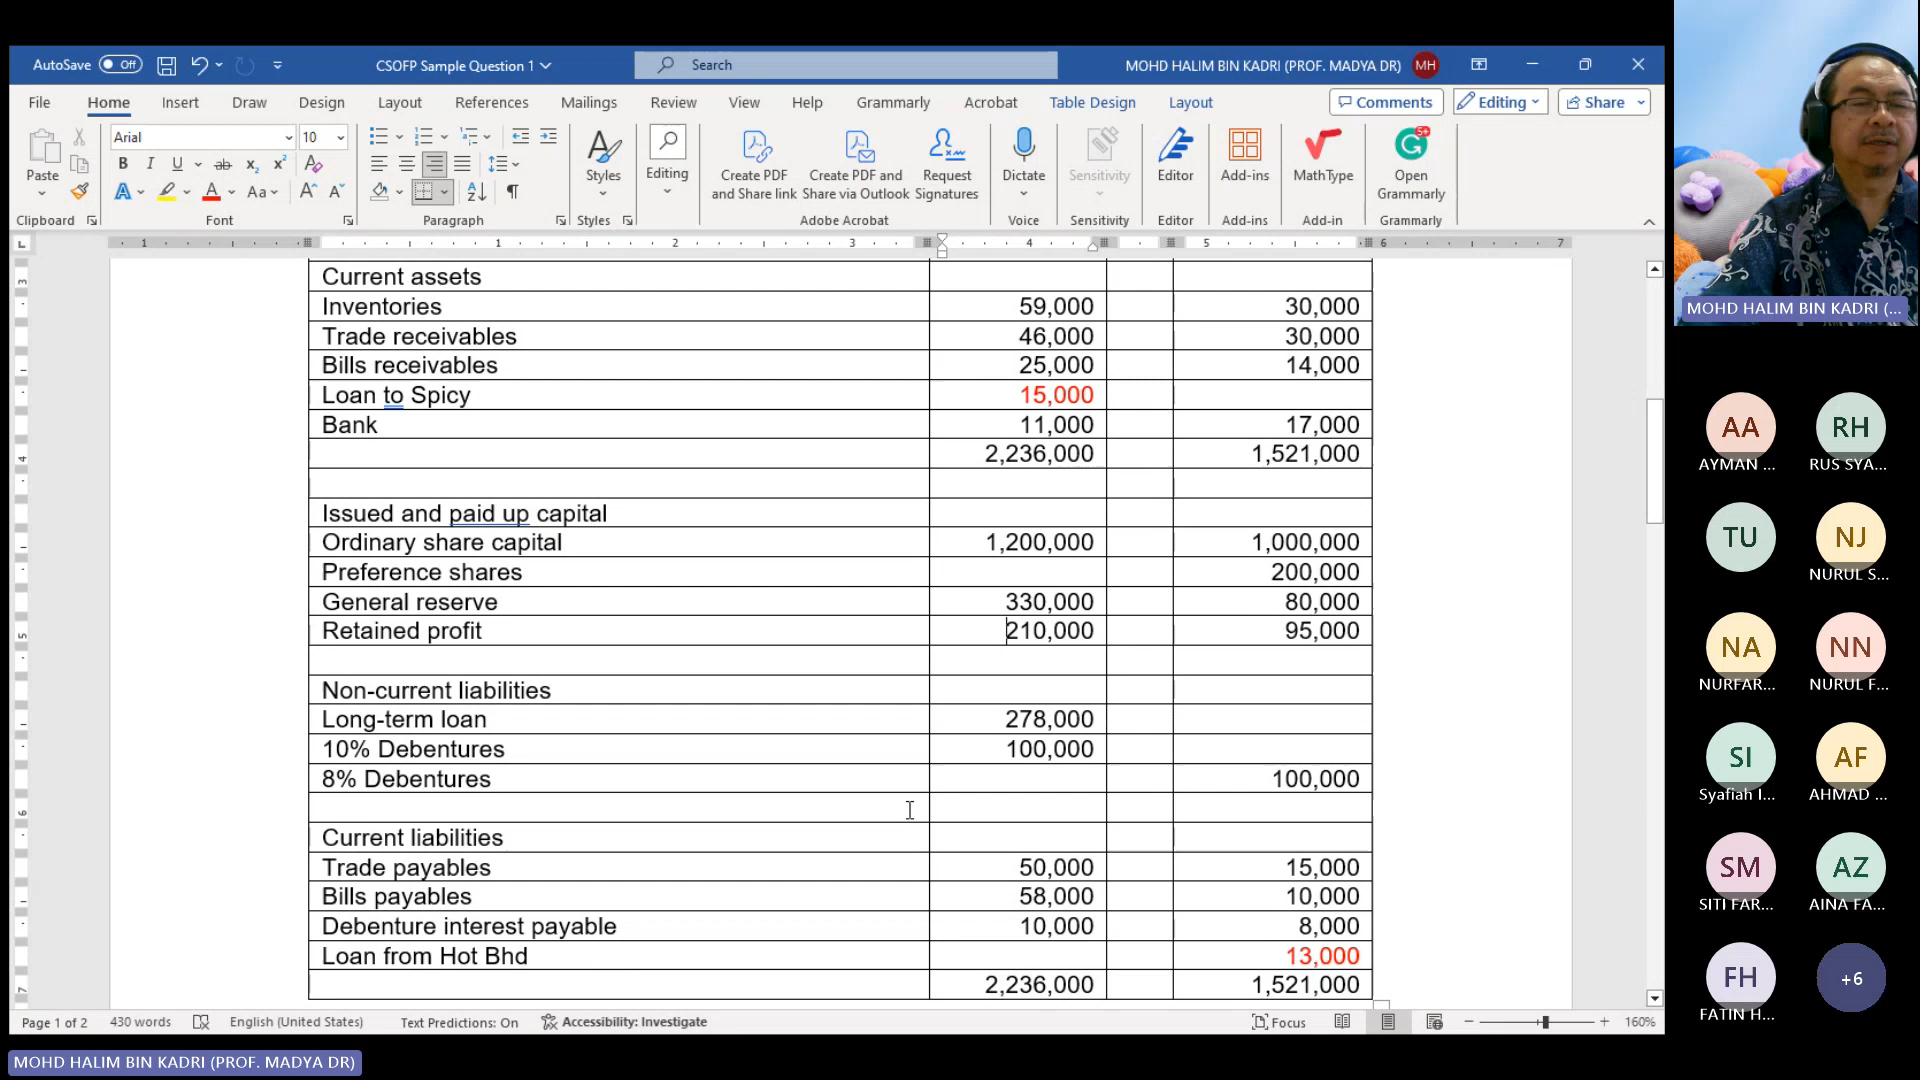 AutoSave Off CSOFP Sample Question 1 Search MOHD HALIM BIN KADRI (PROF. MADYA DR) MH
File Home Insert Draw Design Layout References Mailings Review View Help Grammarly Acrobat Table Design Layout Comments Editing Share
Arial 10
Paste Styles Editing Create PDF and Share link Create PDF and Share via Outlook Request Signatures Dictate Sensitivity Editor Add-ins MathType Open Grammarly
Clipboard Font Paragraph Styles Adobe Acrobat Voice Sensitivity Editor Add-ins Add-in Grammarly
1 1 2 3 4 5 6 7
Current assets
Inventories 59,000 30,000
Trade receivables 46,000 30,000
Bills receivables 25,000 14,000
Loan to Spicy 15,000
Bank 11,000 17,000
2,236,000 1,521,000
Issued and paid up capital
Ordinary share capital 1,200,000 1,000,000
Preference shares 200,000
General reserve 330,000 80,000
Retained profit 210,000 95,000
Non-current liabilities
Long-term loan 278,000
10% Debentures 100,000
8% Debentures 100,000
Current liabilities
Trade payables 50,000 15,000
Bills payables 58,000 10,000
Debenture interest payable 10,000 8,000
Loan from Hot Bhd 13,000
2,236,000 1,521,000
Page 1 of 2 430 words English (United States) Text Predictions: On Accessibility: Investigate Focus 160%
MOHD HALIM BIN KADRI (PROF. MADYA DR)
MOHD HALIM BIN KADRI (...
AA RH
AYMAN ... RUS SYA...
TU NJ
NURUL S...
NA NN
NURFAR... NURUL F...
SI AF
Syafiah I... AHMAD ...
SM AZ
SITI FAR... AINA FA...
FH +6
FATIN H...